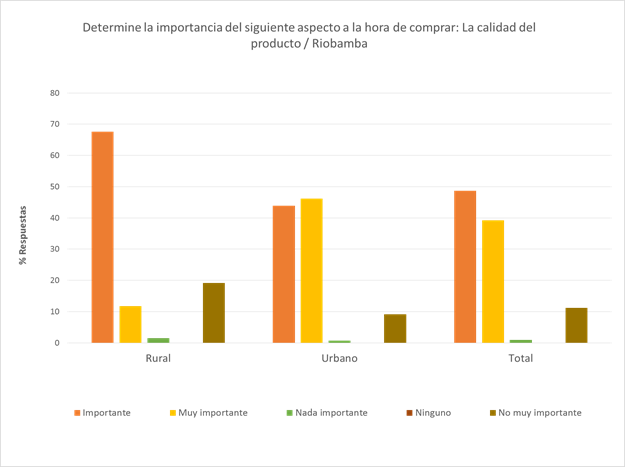 Determine la importancia del siguiente aspecto a la hora de comprar: La calidad del
producto / Riobamba
80
70
60
50
40
30
20
10
0
% Respuestas
Rural Urbano Total
Importante Muy importante Nada importante Ninguno No muy importante